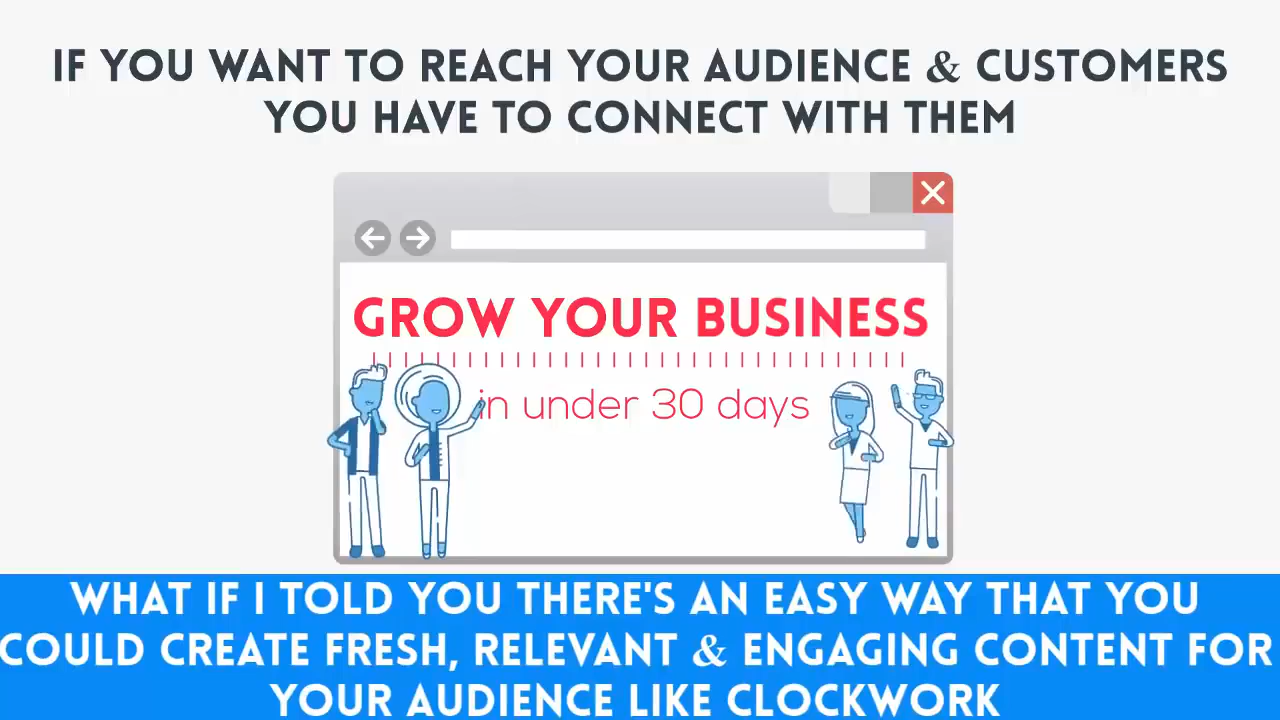 IF YOU WANT TO REACH YOUR AUDIENCE & CUSTOMERS
YOU HAVE TO CONNECT WITH THEM
GROW YOUR BUSINESS
in under 30 days
WHAT IF I TOLD YOU THERE'S AN EASY WAY THAT YOU
COULD CREATE FRESH, RELEVANT & ENGAGING CONTENT FOR
YOUR AUDIENCE LIKE CLOCKWORK